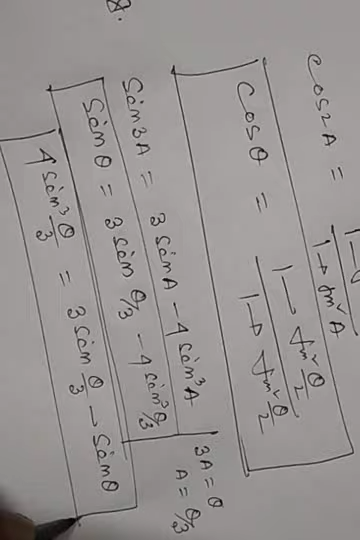 cos2A = 1 - tan²A / 1 + tan²A
cosθ = 1 - tan²θ/2 / 1 + tan²θ/2
sin3A = 3 sinA - 4 sin³A
3A = θ
A = θ/3
sinθ = 3 sin θ/3 - 4 sin³θ/3
4 sin³θ/3 = 3 sin θ/3 - sinθ